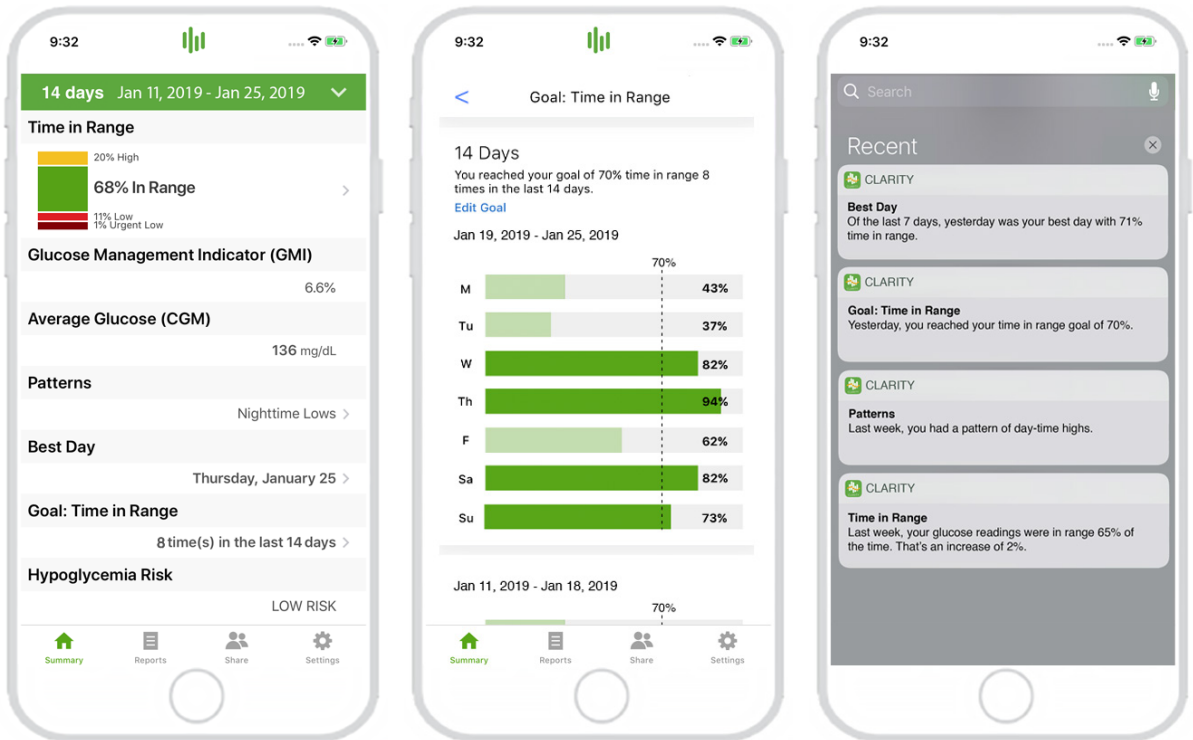 9:32
14 days Jan 11, 2019 - Jan 25, 2019
Time in Range
20% High
68% In Range
11% Low
1% Urgent Low
Glucose Management Indicator (GMI)
6.6%
Average Glucose (CGM)
136 mg/dL
Patterns
Nighttime Lows
Best Day
Thursday, January 25
Goal: Time in Range
8 time(s) in the last 14 days
Hypoglycemia Risk
LOW RISK
Summary
Reports
Share
Settings
9:32
Goal: Time in Range
14 Days
You reached your goal of 70% time in range 8
times in the last 14 days.
Edit Goal
Jan 19, 2019 - Jan 25, 2019
70%
M 43%
Tu 37%
W 82%
Th 94%
F 62%
Sa 82%
Su 73%
Jan 11, 2019 - Jan 18, 2019
70%
Summary
Reports
Share
Settings
9:32
Search
Recent
CLARITY
Best Day
Of the last 7 days, yesterday was your best day with 71%
time in range.
CLARITY
Goal: Time in Range
Yesterday, you reached your time in range goal of 70%.
CLARITY
Patterns
Last week, you had a pattern of day-time highs.
CLARITY
Time in Range
Last week, your glucose readings were in range 65% of
the time. That's an increase of 2%.